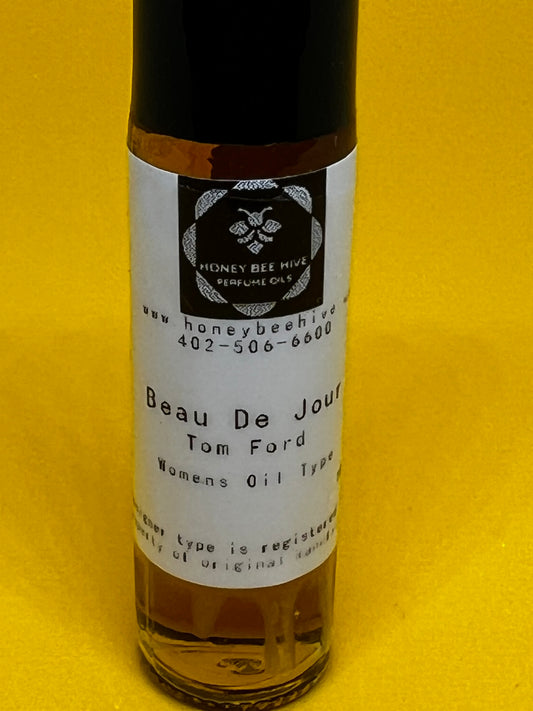 HONEY BEE HIVE
PERFUME OILS
www honeybeehive
402-506-6600
Beau De Jour
Tom Ford
Womens Oil Type
type is registered
of original